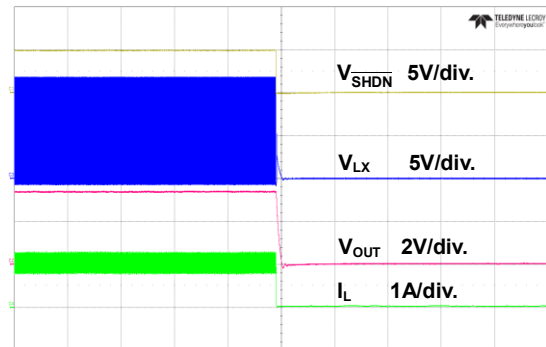 TELEDYNE LECROY
Everywhereyoulook
VSHDN 5V/div.
VLX 5V/div.
VOUT 2V/div.
IL 1A/div.